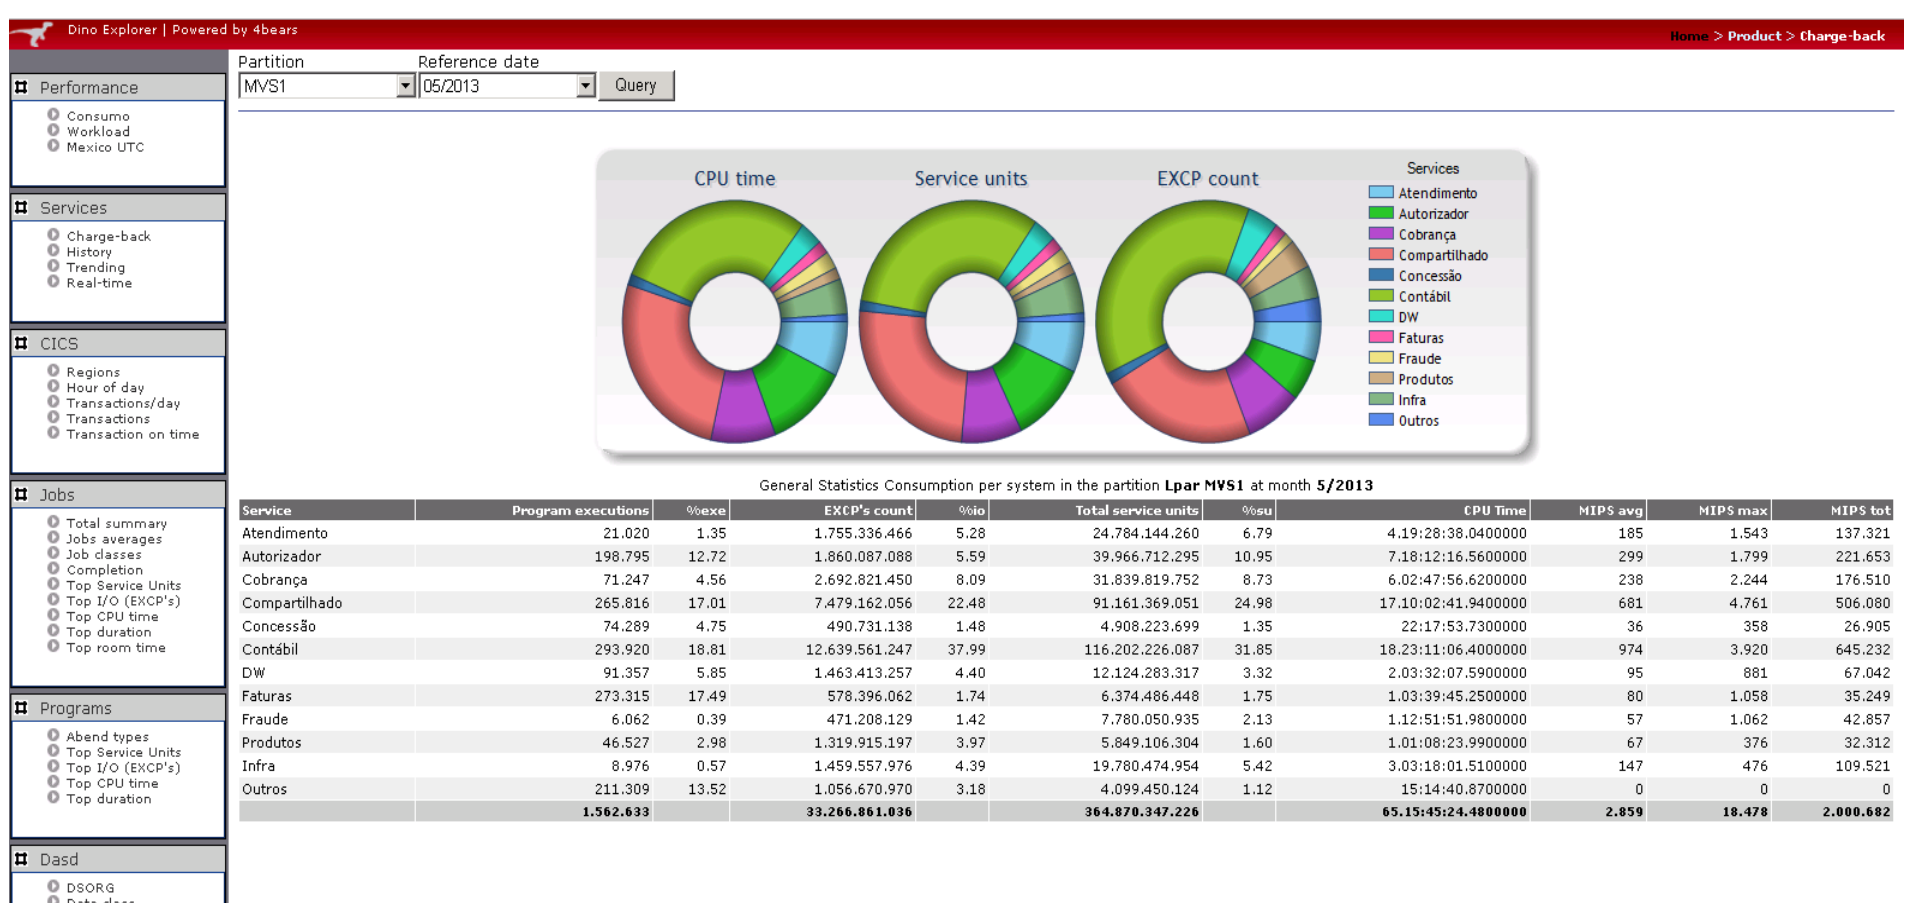 Dino Explorer | Powered by 4bears
Home > Product > Charge-back
Partition Reference date
MVS1 05/2013 Query
Performance
Consumo
Workload
Mexico UTC
Services
Charge-back
History
Trending
Real-time
CICS
Regions
Hour of day
Transactions/day
Transactions
Transaction on time
Jobs
Total summary
Jobs averages
Job classes
Completion
Top Service Units
Top I/O (EXCP's)
Top CPU time
Top duration
Top room time
Programs
Abend types
Top Service Units
Top I/O (EXCP's)
Top CPU time
Top duration
Dasd
DSORG
CPU time
Service units
EXCP count
Services
Atendimento
Autorizador
Cobrança
Compartilhado
Concessão
Contábil
DW
Faturas
Fraude
Produtos
Infra
Outros
General Statistics Consumption per system in the partition Lpar MVS1 at month 5/2013
Service Program executions %exe EXCP's count %io Total service units %su CPU Time MIPS avg MIPS max MIPS tot
Atendimento 21.020 1.35 1.755.336.466 5.28 24.784.144.260 6.79 4.19:28:38.0400000 185 1.543 137.321
Autorizador 198.795 12.72 1.860.087.088 5.59 39.966.712.295 10.95 7.18:12:16.5600000 299 1.799 221.653
Cobrança 71.247 4.56 2.692.821.450 8.09 31.839.819.752 8.73 6.02:47:56.6200000 238 2.244 176.510
Compartilhado 265.816 17.01 7.479.162.056 22.48 91.161.369.051 24.98 17.10:02:41.9400000 681 4.761 506.080
Concessão 74.289 4.75 490.731.138 1.48 4.908.223.699 1.35 22:17:53.7300000 36 358 26.905
Contábil 293.920 18.81 12.639.561.247 37.99 116.202.226.087 31.85 18.23:11:06.4000000 974 3.920 645.232
DW 91.357 5.85 1.463.413.257 4.40 12.124.283.317 3.32 2.03:32:07.5900000 95 881 67.042
Faturas 273.315 17.49 578.396.062 1.74 6.374.486.448 1.75 1.03:39:45.2500000 80 1.058 35.249
Fraude 6.062 0.39 471.208.129 1.42 7.780.050.935 2.13 1.12:51:51.9800000 57 1.062 42.857
Produtos 46.527 2.98 1.319.915.197 3.97 5.849.106.304 1.60 1.01:08:23.9900000 67 376 32.312
Infra 8.976 0.57 1.459.557.976 4.39 19.780.474.954 5.42 3.03:18:01.5100000 147 476 109.521
Outros 211.309 13.52 1.056.670.970 3.18 4.099.450.124 1.12 15:14:40.8700000 0 0 0
1.562.633 33.266.861.036 364.870.347.226 65.15:45:24.4800000 2.859 18.478 2.000.682